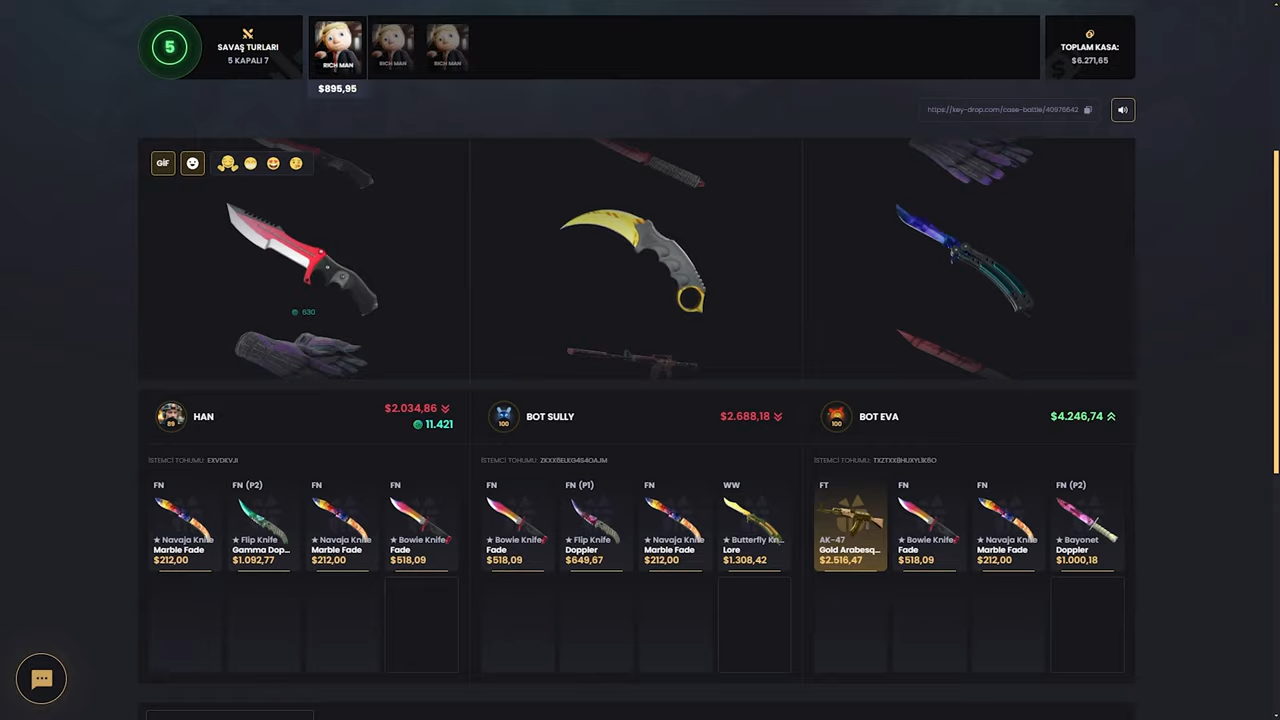 5
SAVAŞ TURLARI
5 KAPALI 7
RICH MAN
RICH MAN
RICH MAN
$895,95
TOPLAM KASA:
$6.271,65
https://key-drop.com/case-battle/40976642
GIF
630
HAN
89
$2.034,86
11.421
BOT SULLY
100
$2.688,18
BOT EVA
100
$4.246,74
İSTEMCİ TOHUMU: EXVDKVJI
İSTEMCİ TOHUMU:
İSTEMCİ TOHUMU:
FN
★ Navaja Knife
Marble Fade
$212,00
FN (P2)
★ Flip Knife
Gamma Dop...
$1.092,77
FN
★ Navaja Knife
Marble Fade
$212,00
FN
★ Bowie Knife
Fade
$518,09
FN
★ Bowie Knife
Fade
$518,09
FN (P1)
★ Flip Knife
Doppler
$649,67
FN
★ Navaja Knife
Marble Fade
$212,00
WW
★ Butterfly Kn...
Lore
$1.308,42
FT
AK-47
Gold Arabesq...
$2.516,47
FN
★ Bowie Knife
Fade
$518,09
FN
★ Navaja Knife
Marble Fade
$212,00
FN (P2)
★ Bayonet
Doppler
$1.000,18